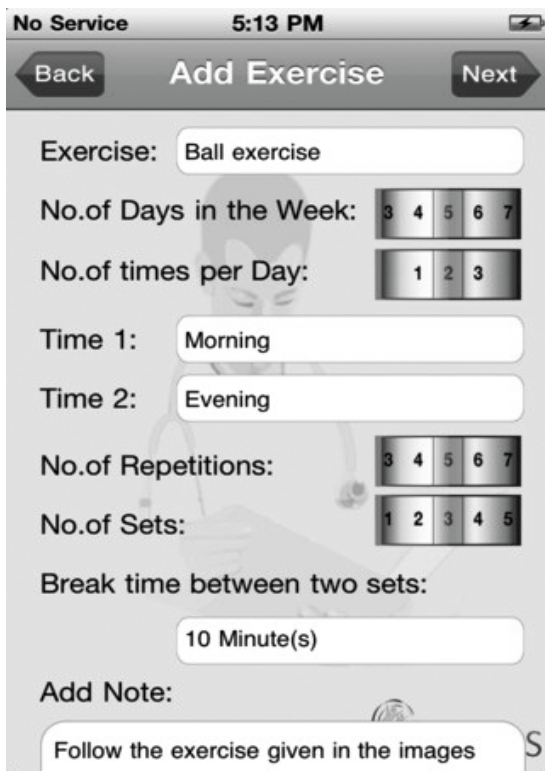 No Service 5:13 PM
Back Add Exercise Next
Exercise: Ball exercise
No.of Days in the Week: 3 4 5 6 7
No.of times per Day: 1 2 3
Time 1: Morning
Time 2: Evening
No.of Repetitions: 3 4 5 6 7
No.of Sets: 1 2 3 4 5
Break time between two sets:
10 Minute(s)
Add Note:
S
Follow the exercise given in the images